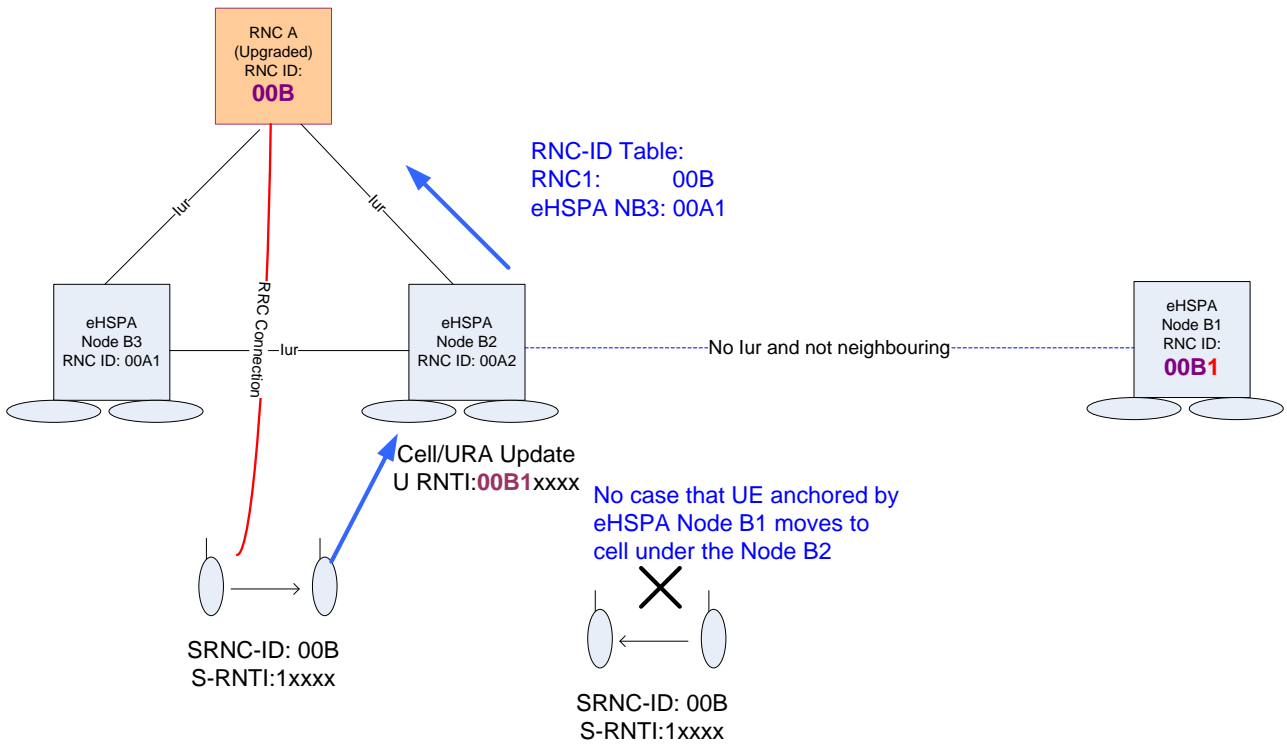 RNC A
(Upgraded)
RNC ID:
00B
RNC-ID Table:
RNC1: 00B
eHSPA NB3: 00A1
Iur
Iur
RRC Connection
eHSPA
Node B3
RNC ID: 00A1
Iur
eHSPA
Node B2
RNC ID: 00A2
No Iur and not neighbouring
eHSPA
Node B1
RNC ID:
00B1
Cell/URA Update
U RNTI:00B1xxxx
No case that UE anchored by
eHSPA Node B1 moves to
cell under the Node B2
SRNC-ID: 00B
S-RNTI:1xxxx
SRNC-ID: 00B
S-RNTI:1xxxx